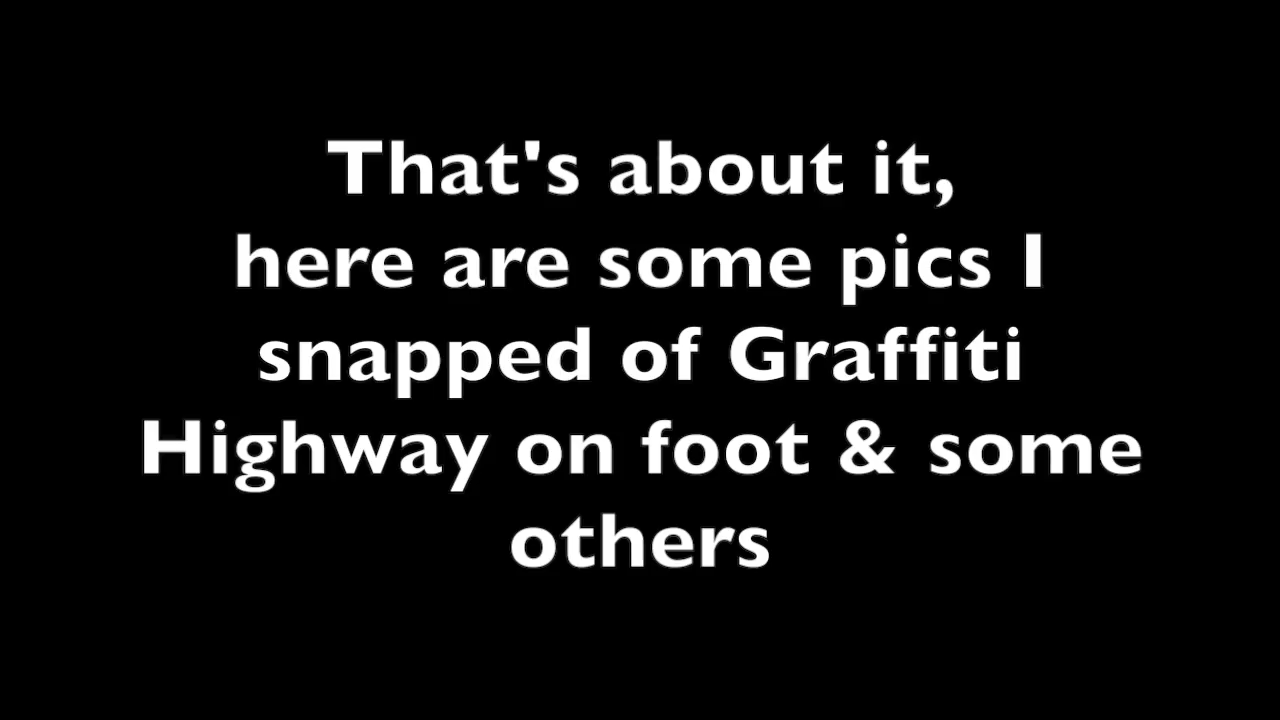 That's about it,
here are some pics I
snapped of Graffiti
Highway on foot & some
others